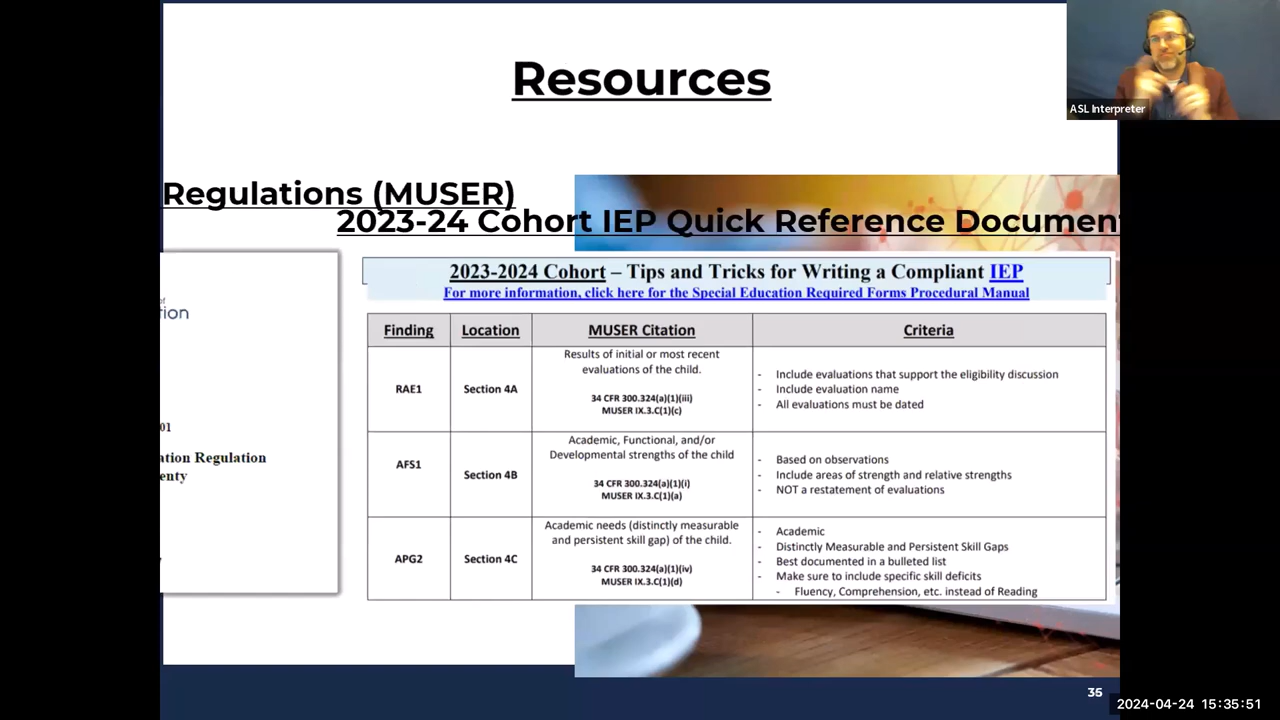 Resources
ASL Interpreter
Regulations (MUSER)
2023-24 Cohort IEP Quick Reference Document
of
ion
01
ation Regulation
enty
2023-2024 Cohort – Tips and Tricks for Writing a Compliant IEP
For more information, click here for the Special Education Required Forms Procedural Manual
Finding Location MUSER Citation Criteria
RAE1
Section 4A
Results of initial or most recent
evaluations of the child.
34 CFR 300.324(a)(1)(iii)
MUSER IX.3.C(1)(c)
- Include evaluations that support the eligibility discussion
- Include evaluation name
- All evaluations must be dated
AFS1
Section 4B
Academic, Functional, and/or
Developmental strengths of the child
34 CFR 300.324(a)(1)(i)
MUSER IX.3.C(1)(a)
- Based on observations
- Include areas of strength and relative strengths
- NOT a restatement of evaluations
APG2
Section 4C
Academic needs (distinctly measurable
and persistent skill gap) of the child.
34 CFR 300.324(a)(1)(iv)
MUSER IX.3.C(1)(d)
- Academic
- Distinctly Measurable and Persistent Skill Gaps
- Best documented in a bulleted list
- Make sure to include specific skill deficits
- Fluency, Comprehension, etc. instead of Reading
35
2024-04-24 15:35:51